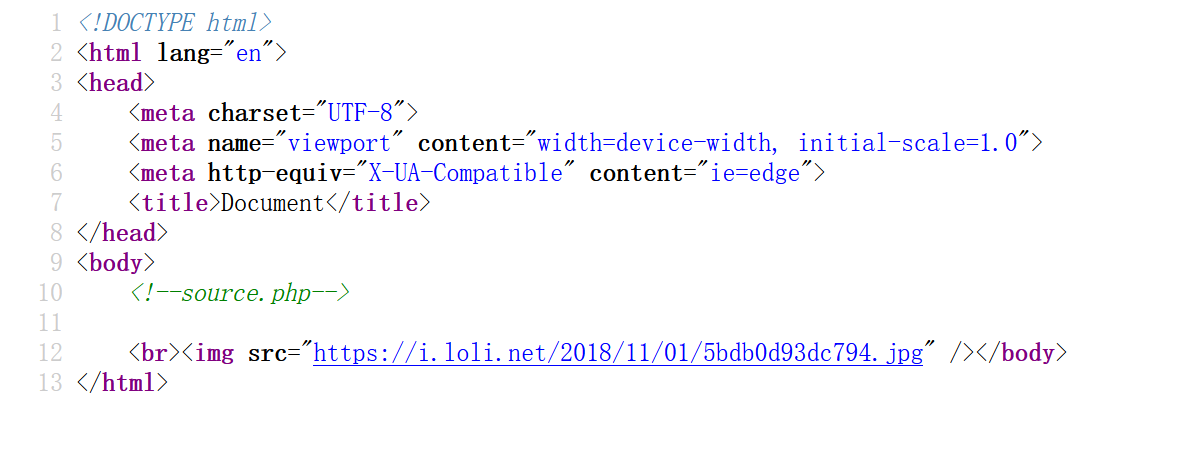 1 <!DOCTYPE html>
2 <html lang="en">
3 <head>
4     <meta charset="UTF-8">
5     <meta name="viewport" content="width=device-width, initial-scale=1.0">
6     <meta http-equiv="X-UA-Compatible" content="ie=edge">
7     <title>Document</title>
8 </head>
9 <body>
10     <!--source.php-->
11
12     <br><img src="https://i.loli.net/2018/11/01/5bdb0d93dc794.jpg" /></body>
13 </html>